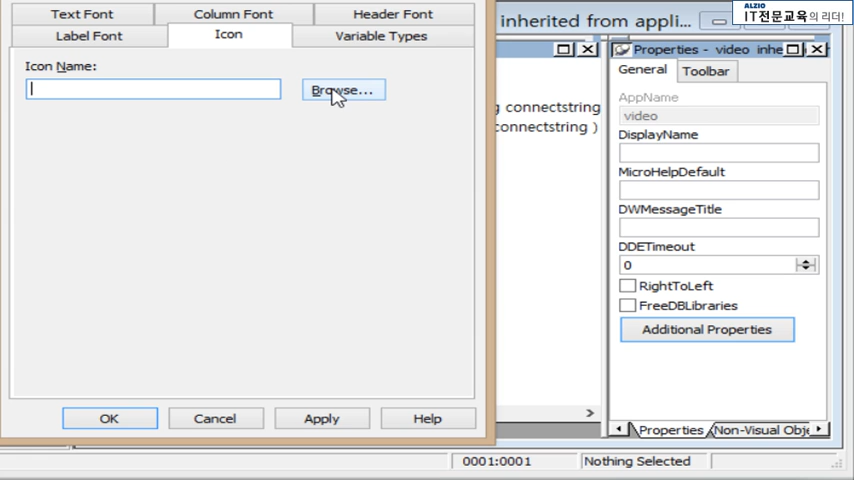 Text Font
Column Font
Header Font
Label Font
Icon
Variable Types
Icon Name:
Browse...
OK
Cancel
Apply
Help
inherited from appli...
ALZIO
IT전문교육의 리더!
connectstring
connectstring )
Properties - video inhe
General
Toolbar
AppName
video
DisplayName
MicroHelpDefault
DWMessageTitle
DDETimeout
0
RightToLeft
FreeDBLibraries
Additional Properties
Properties
Non-Visual Obje
0001:0001
Nothing Selected